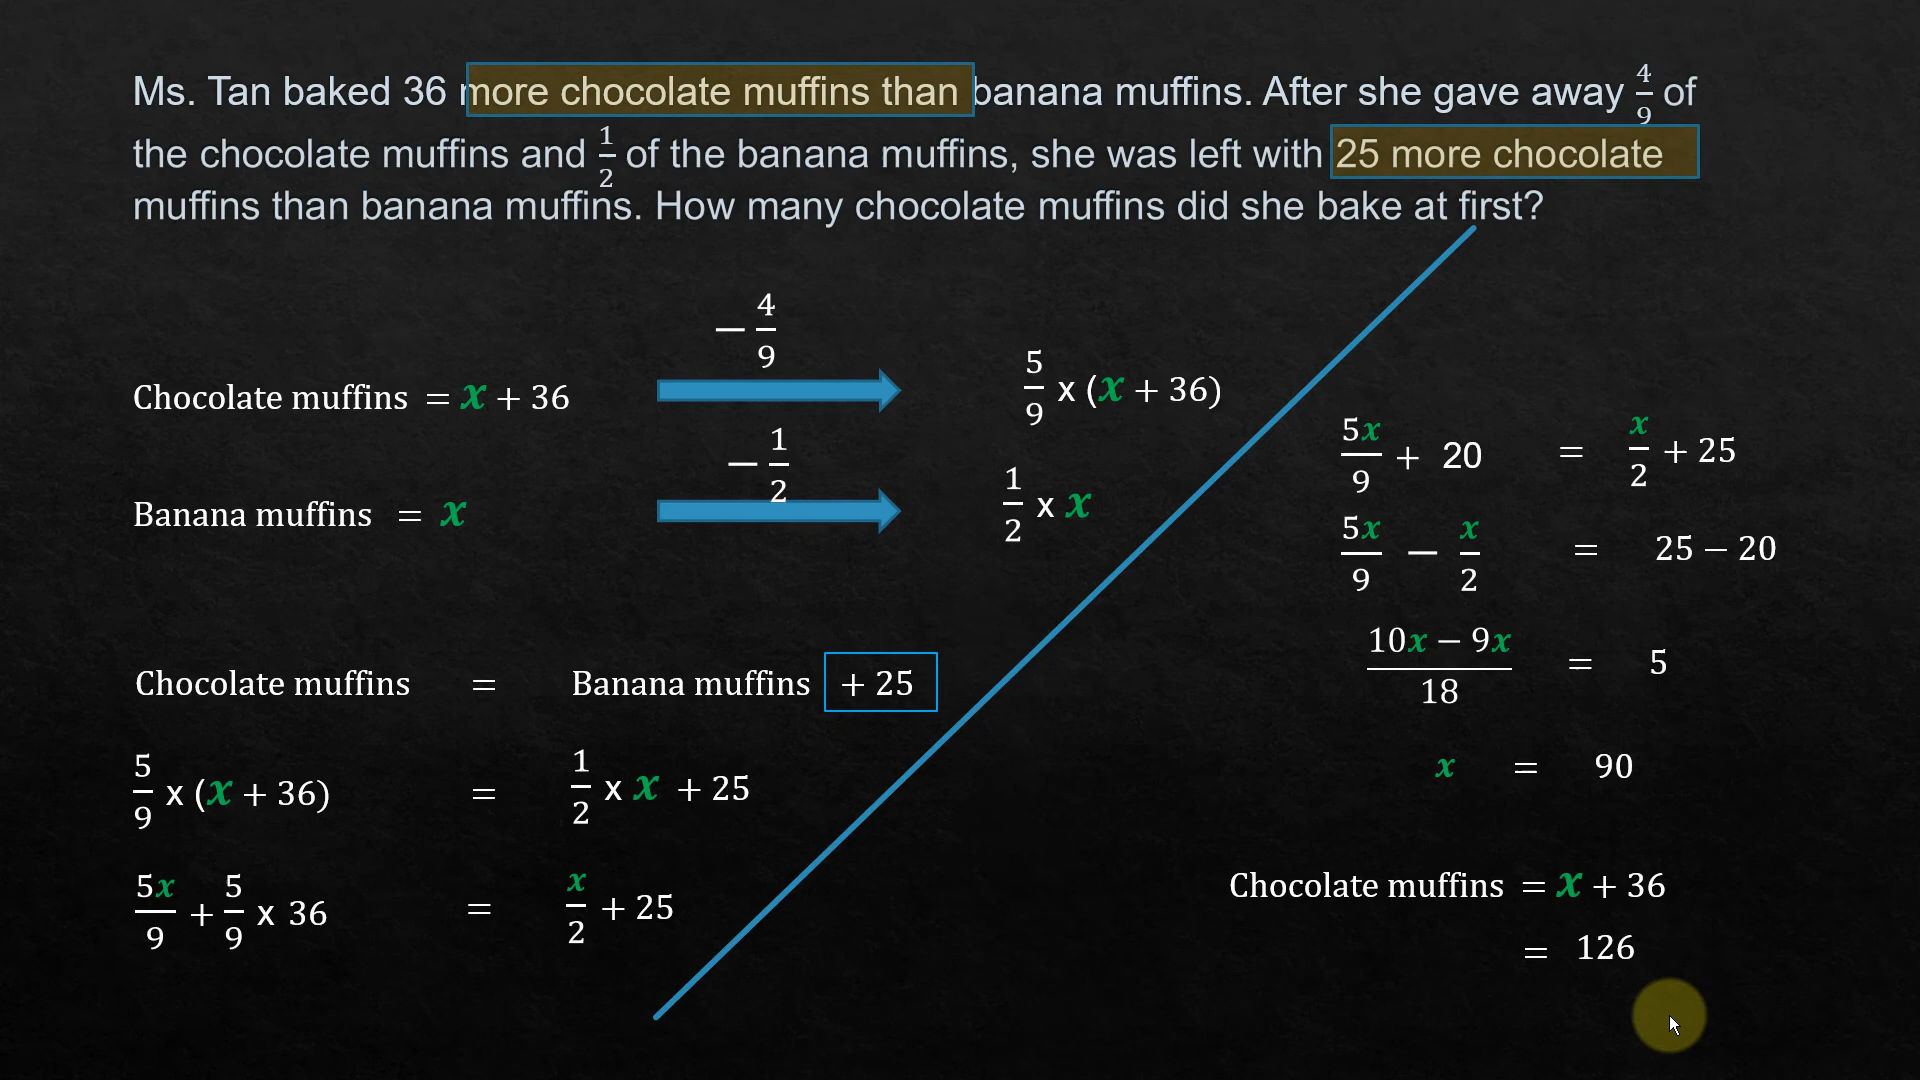 Ms. Tan baked 36 more chocolate muffins than banana muffins. After she gave away 4/9 of
the chocolate muffins and 1/2 of the banana muffins, she was left with 25 more chocolate
muffins than banana muffins. How many chocolate muffins did she bake at first?
− 4/9
Chocolate muffins = x + 36
5/9 x (x + 36)
− 1/2
Banana muffins = x
1/2 x x
Chocolate muffins = Banana muffins + 25
5/9 x (x + 36) = 1/2 x x + 25
5x/9 + 5/9 x 36 = x/2 + 25
5x/9 + 20 = x/2 + 25
5x/9 − x/2 = 25 − 20
10x − 9x/18 = 5
x = 90
Chocolate muffins = x + 36
= 126